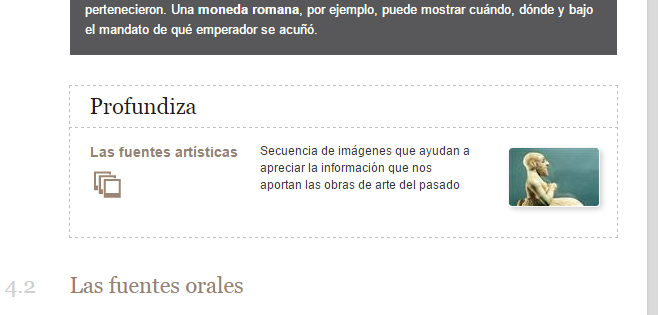 pertenecieron. Una moneda romana, por ejemplo, puede mostrar cuándo, dónde y bajo
el mandato de qué emperador se acuñó.
Profundiza
Las fuentes artísticas
Secuencia de imágenes que ayudan a
apreciar la información que nos
aportan las obras de arte del pasado
4.2 Las fuentes orales